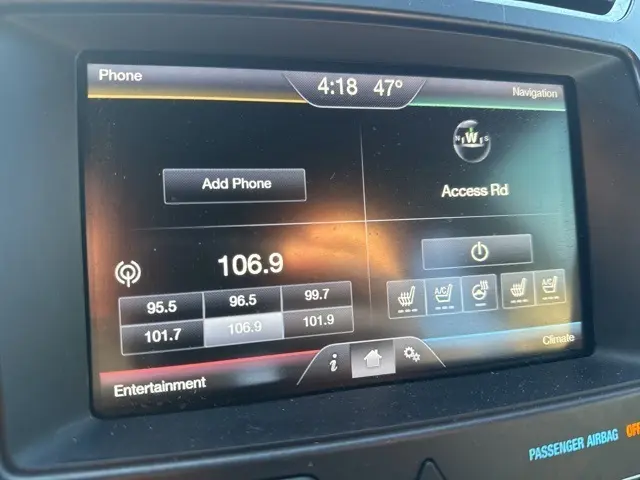 Phone
4:18 47°
Navigation
N W S
Add Phone
Access Rd
106.9
95.5 96.5 99.7
101.7 106.9 101.9
A/C
A/C
i
Climate
Entertainment
PASSENGER AIRBAG OFF